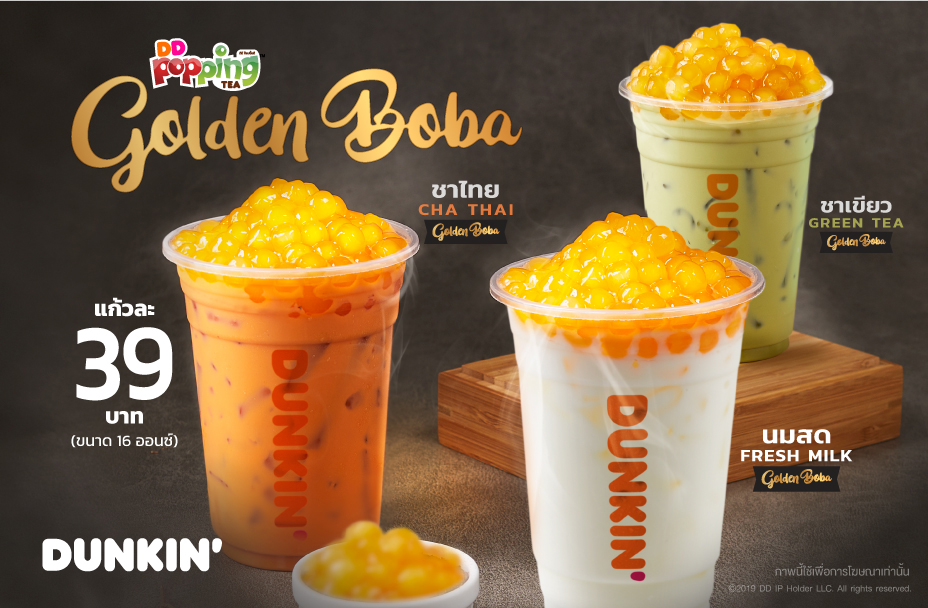 DD
popping
TEA
Golden Boba
ชาไทย
CHA THAI
Golden Boba
ชาเขียว
GREEN TEA
Golden Boba
แก้วละ
39
บาท
(ขนาด 16 ออนซ์)
DUNKIN'
DUN
DUNKIN'
นมสด
FRESH MILK
Golden Boba
DUNKIN'
ภาพนี้ใช้เพื่อการโฆษณาเท่านั้น
©2019 DD IP Holder LLC. All rights reserved.